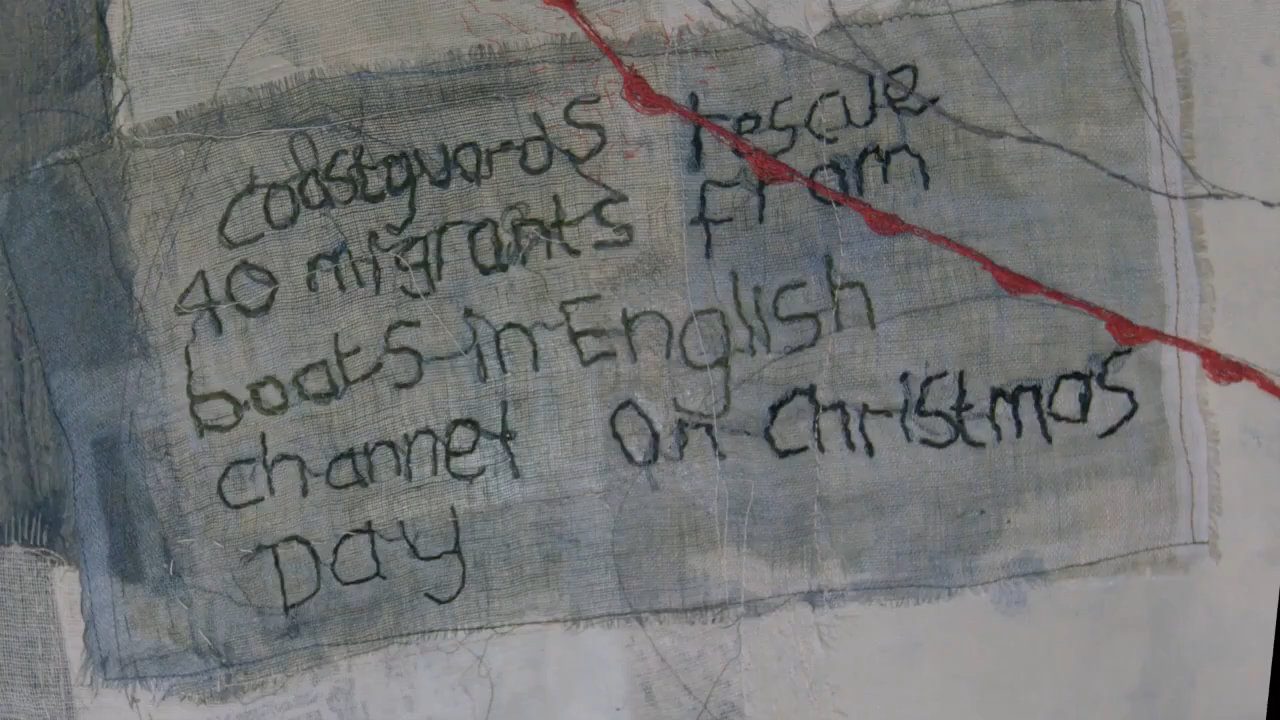 Coastguards rescue
40 migrants from
boats in English
channel On Christmas
Day